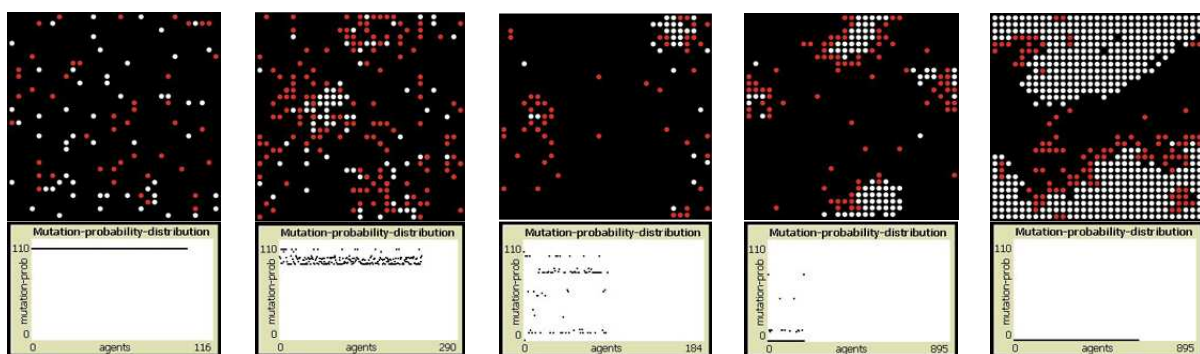 Mutation-probability-distribution
110
mutation-prob
0
0 agents 116
Mutation-probability-distribution
110
mutation-prob
0
0 agents 290
Mutation-probability-distribution
110
mutation-prob
0
0 agents 184
Mutation-probability-distribution
110
mutation-prob
0
0 agents 895
Mutation-probability-distribution
110
mutation-prob
0
0 agents 895